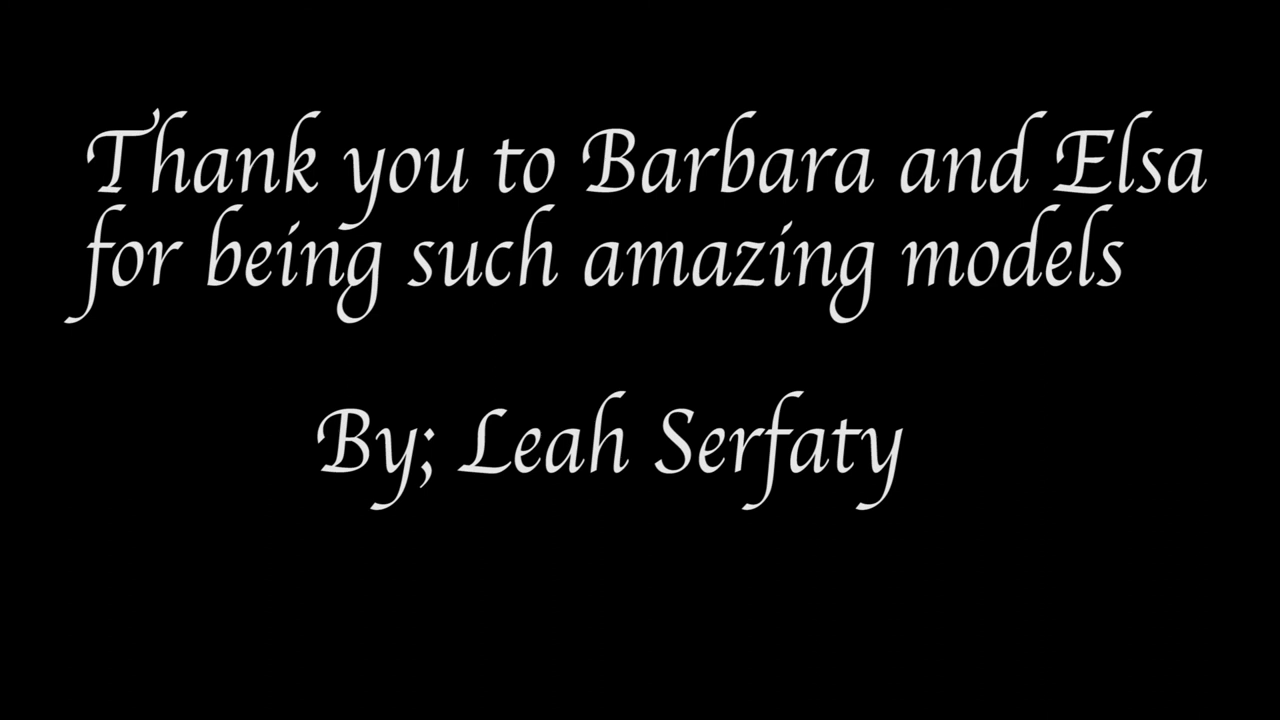 Thank you to Barbara and Elsa
for being such amazing models
By; Leah Serfaty